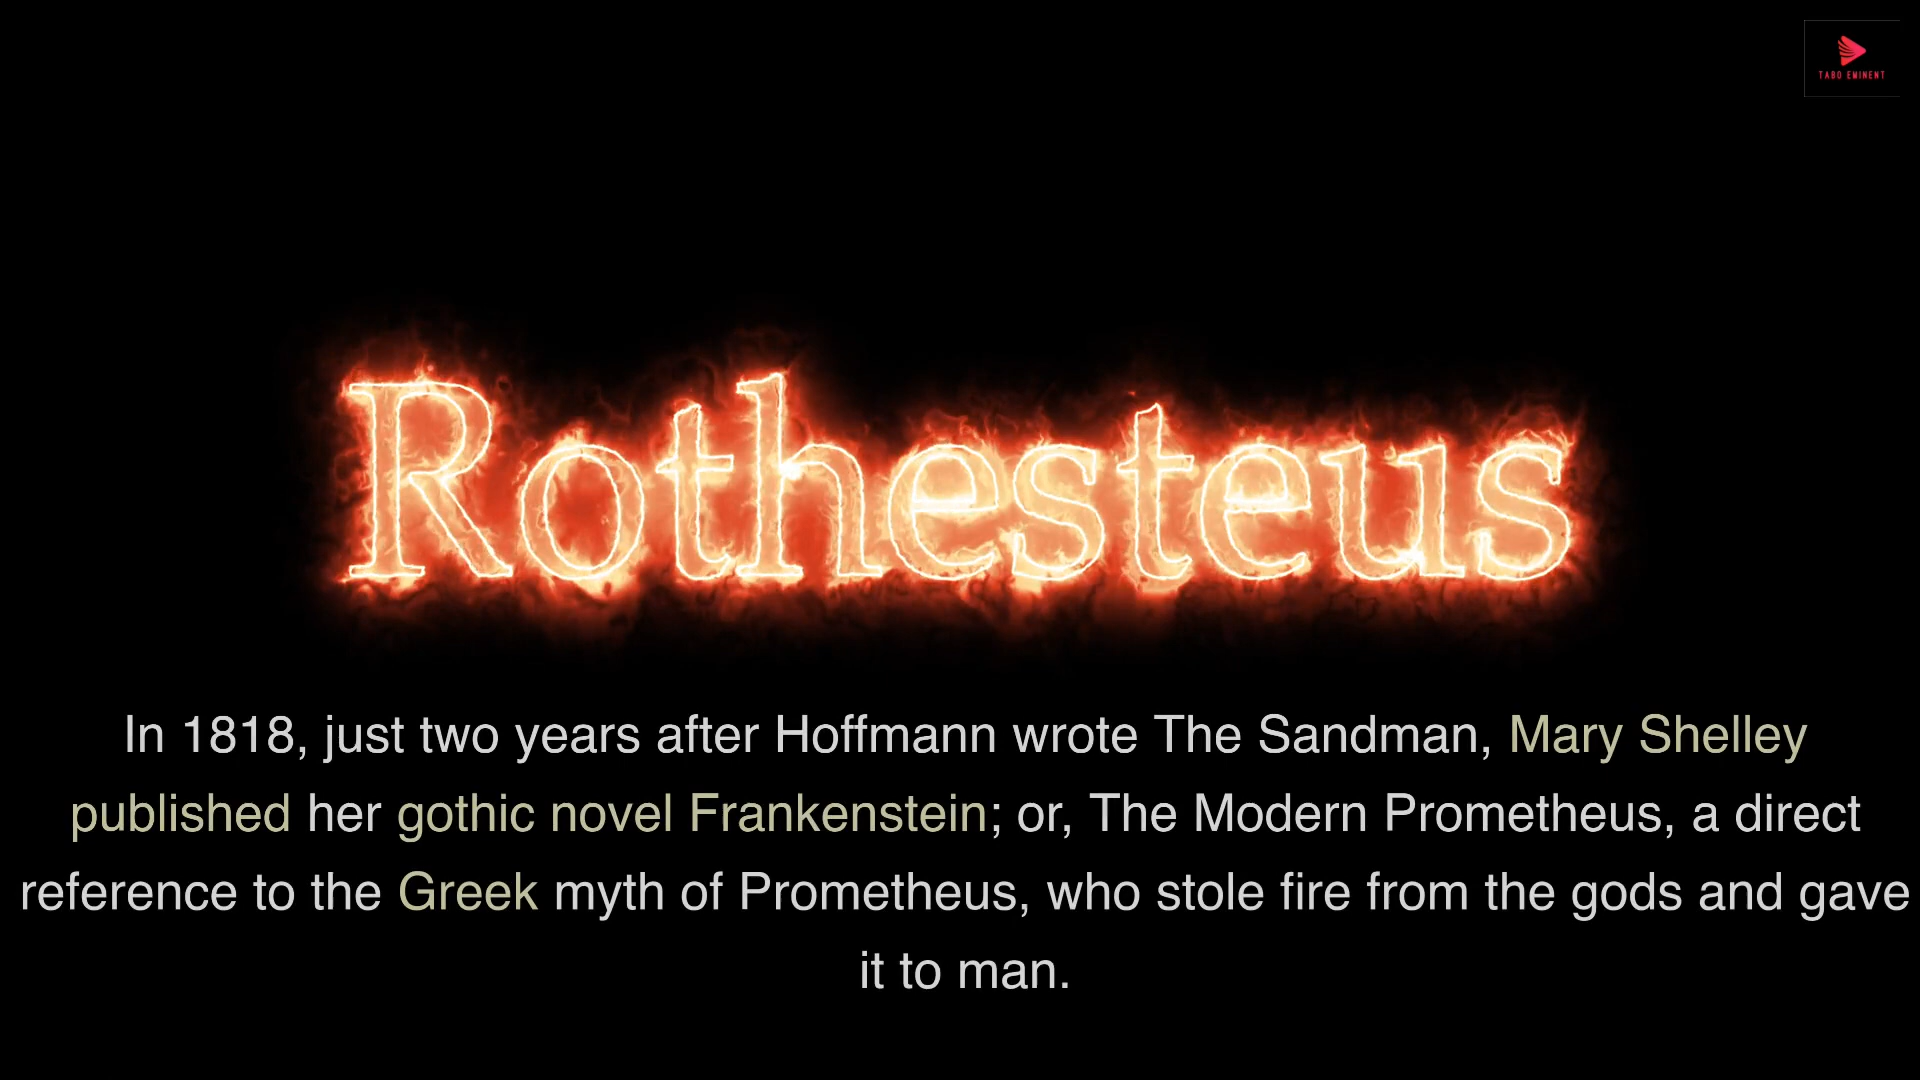 TABO EMINENT
Rothesteus
In 1818, just two years after Hoffmann wrote The Sandman, Mary Shelley
published her gothic novel Frankenstein; or, The Modern Prometheus, a direct
reference to the Greek myth of Prometheus, who stole fire from the gods and gave
it to man.